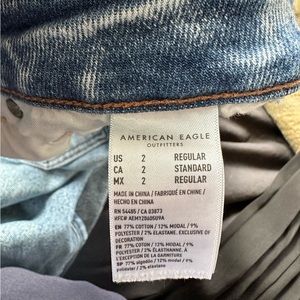 AMERICAN EAGLE
OUTFITTERS
US 2 REGULAR
CA 2 STANDARD
MX 2 REGULAR
MADE IN CHINA / FABRIQUÉ EN CHINE /
HECHO EN CHINA
RN 54485 / CA 03873
EN 77% COTTON / 12% MODAL / 9%
POLYESTER / 2% ELASTANE, EXCLUSIVE OF
DECORATION
FR 77% COTON / 12% MODAL / 9%
POLYESTER / 2% ÉLASTHANNE À
L'EXCEPTION DE LA GARNITURE
SP 77% algodón / 12% modal / 9%
poliéster / 2% elastano